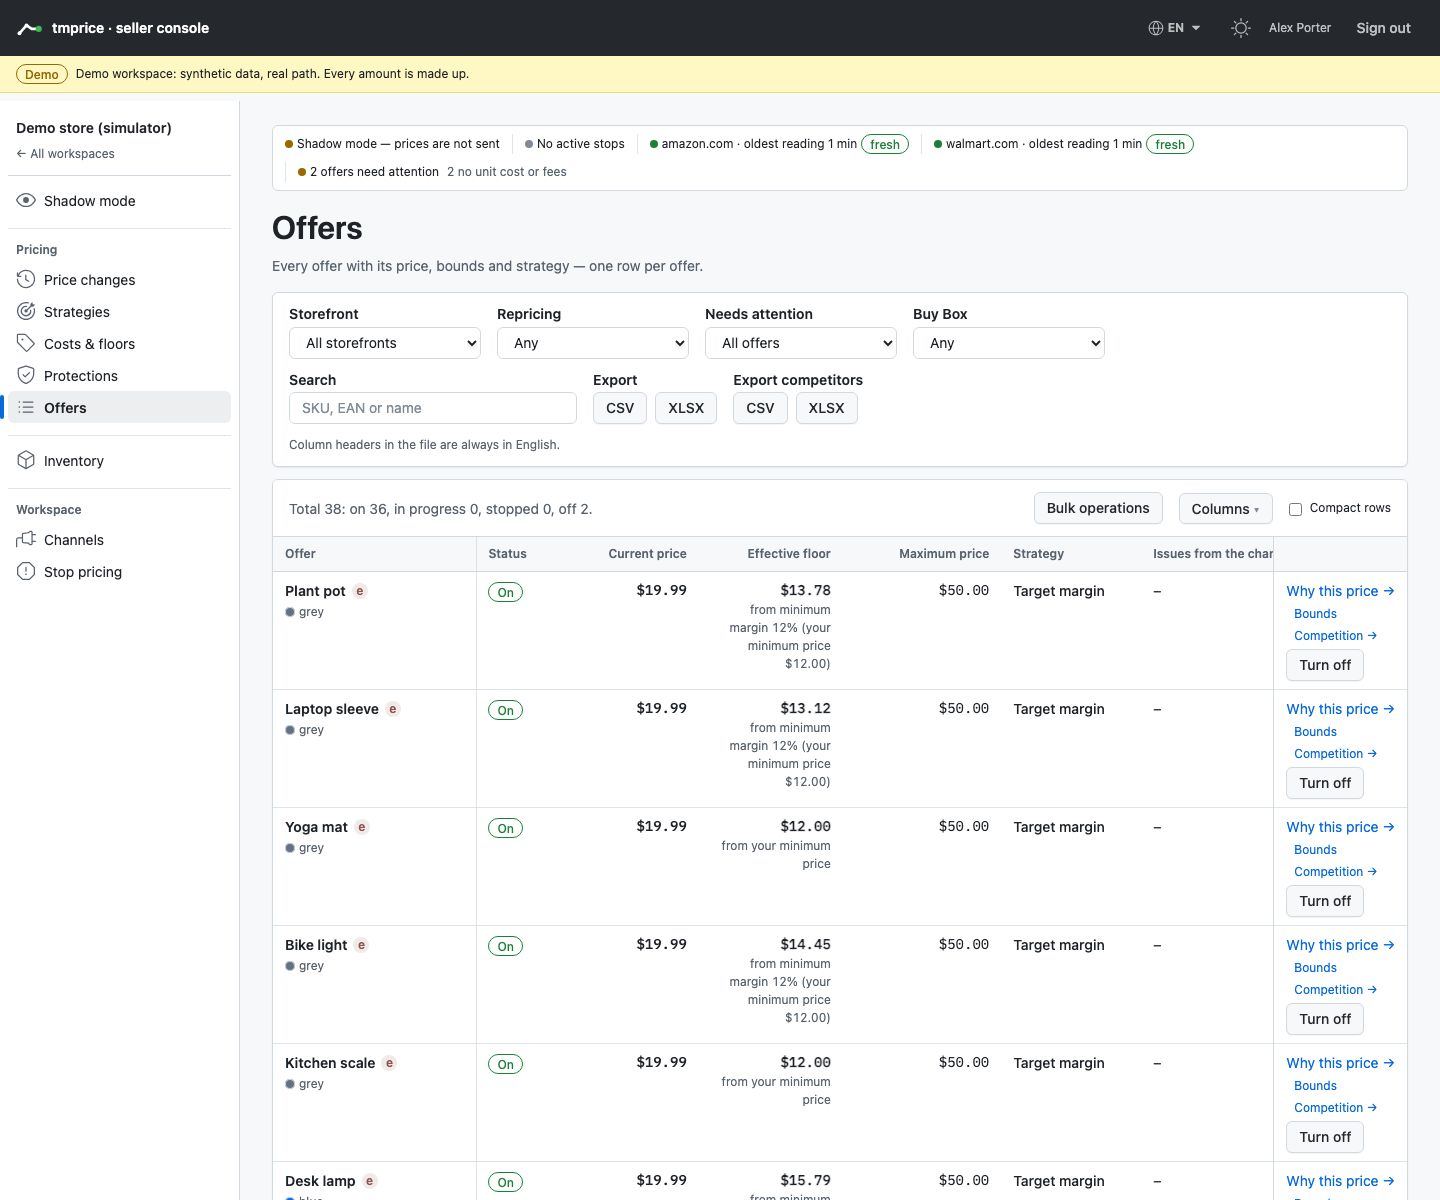 tmprice · seller console
EN
Alex Porter
Sign out
Demo
Demo workspace: synthetic data, real path. Every amount is made up.
Demo store (simulator)
← All workspaces
Shadow mode
Pricing
Price changes
Strategies
Costs & floors
Protections
Offers
Inventory
Workspace
Channels
Stop pricing
Shadow mode — prices are not sent
No active stops
amazon.com · oldest reading 1 min fresh
walmart.com · oldest reading 1 min fresh
2 offers need attention 2 no unit cost or fees
Offers
Every offer with its price, bounds and strategy — one row per offer.
Storefront Repricing Needs attention Buy Box
All storefronts Any All offers Any
Search Export Export competitors
SKU, EAN or name CSV XLSX CSV XLSX
Column headers in the file are always in English.
Total 38: on 36, in progress 0, stopped 0, off 2.
Bulk operations Columns ▾ Compact rows
Offer Status Current price Effective floor Maximum price Strategy Issues from the chan
Plant pot e On $19.99 $13.78 $50.00 Target margin – Why this price →
grey from minimum Bounds
margin 12% (your Competition →
minimum price Turn off
$12.00)
Laptop sleeve e On $19.99 $13.12 $50.00 Target margin – Why this price →
grey from minimum Bounds
margin 12% (your Competition →
minimum price Turn off
$12.00)
Yoga mat e On $19.99 $12.00 $50.00 Target margin – Why this price →
grey from your minimum Bounds
price Competition →
Turn off
Bike light e On $19.99 $14.45 $50.00 Target margin – Why this price →
grey from minimum Bounds
margin 12% (your Competition →
minimum price Turn off
$12.00)
Kitchen scale e On $19.99 $12.00 $50.00 Target margin – Why this price →
grey from your minimum Bounds
price Competition →
Turn off
Desk lamp e On $19.99 $15.79 $50.00 Target margin – Why this price →